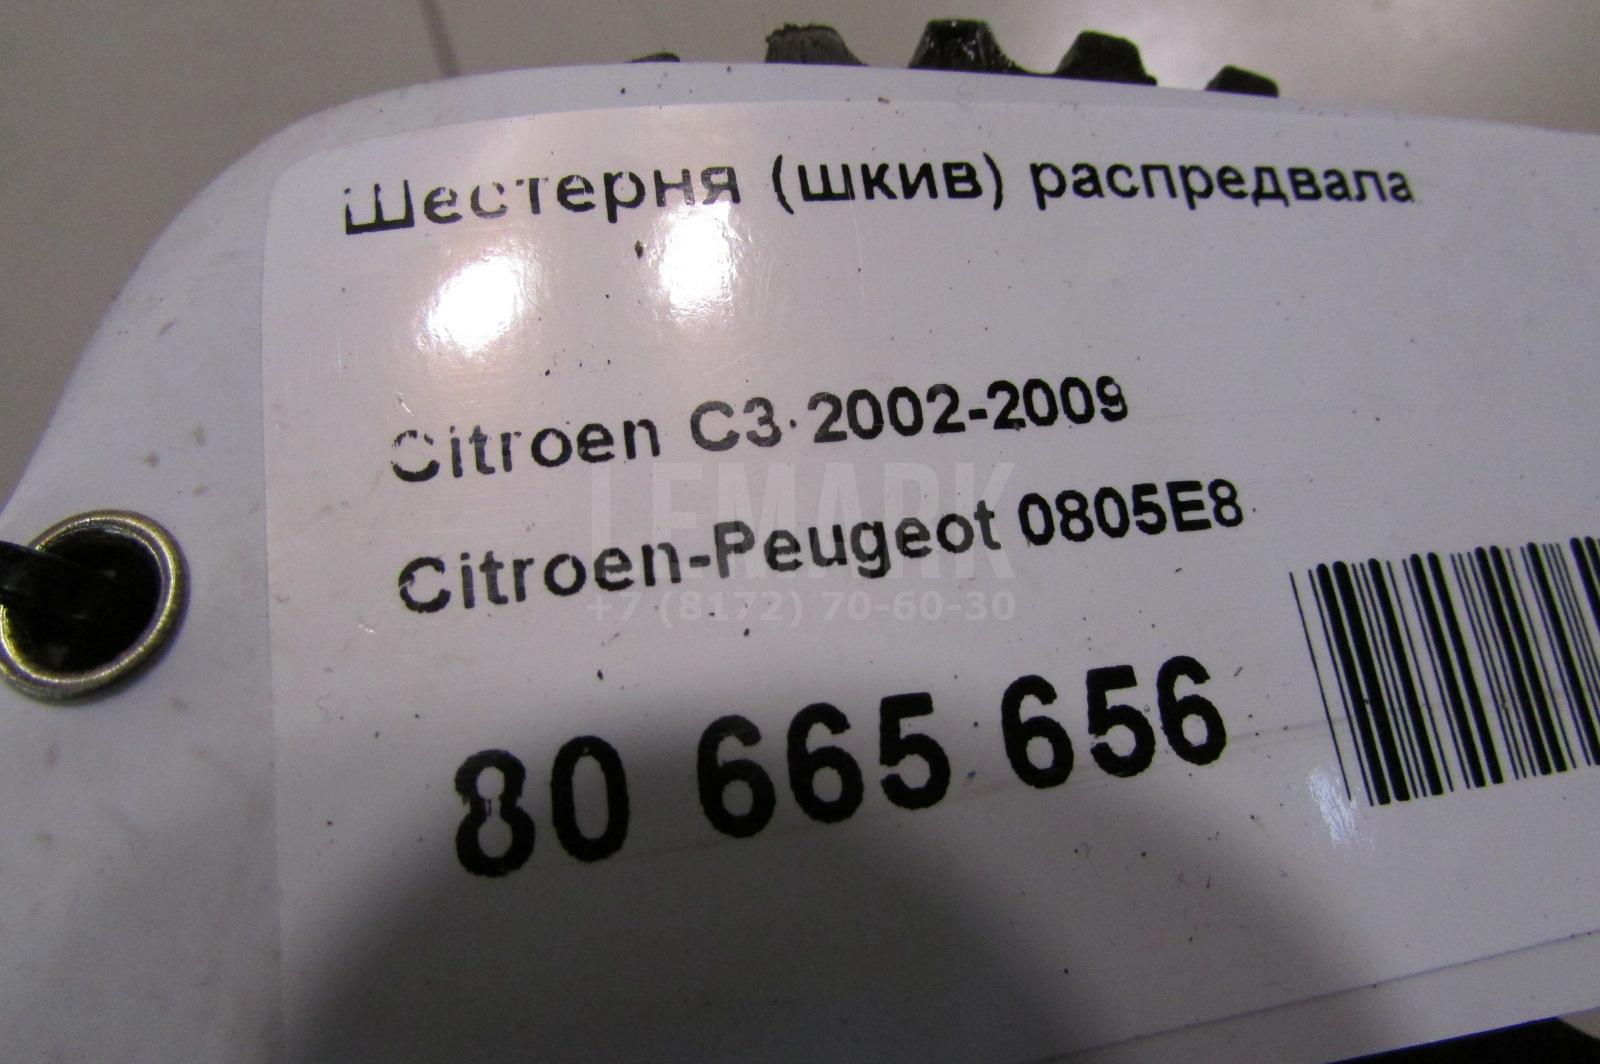 Шестерня (шкив) распредвала
Citroen C3 2002-2009
LEMARK
Citroen-Peugeot 0805E8
+7 (8172) 70-60-30
80 665 656